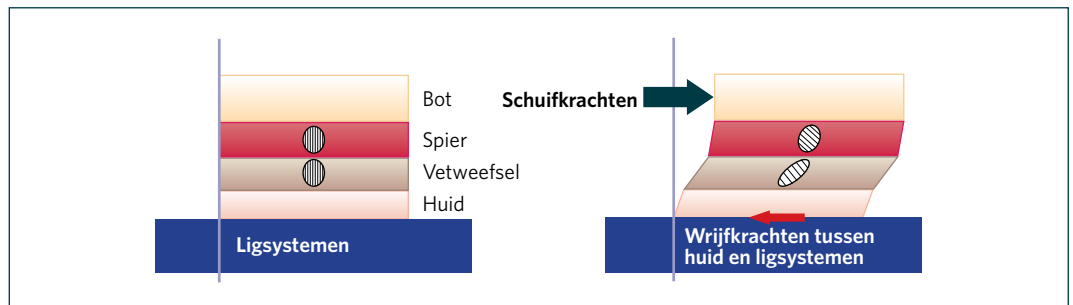 Bot
Schuifkrachten
Spier
Vetweefsel
Huid
Ligsystemen
Wrijfkrachten tussen
huid en ligsystemen